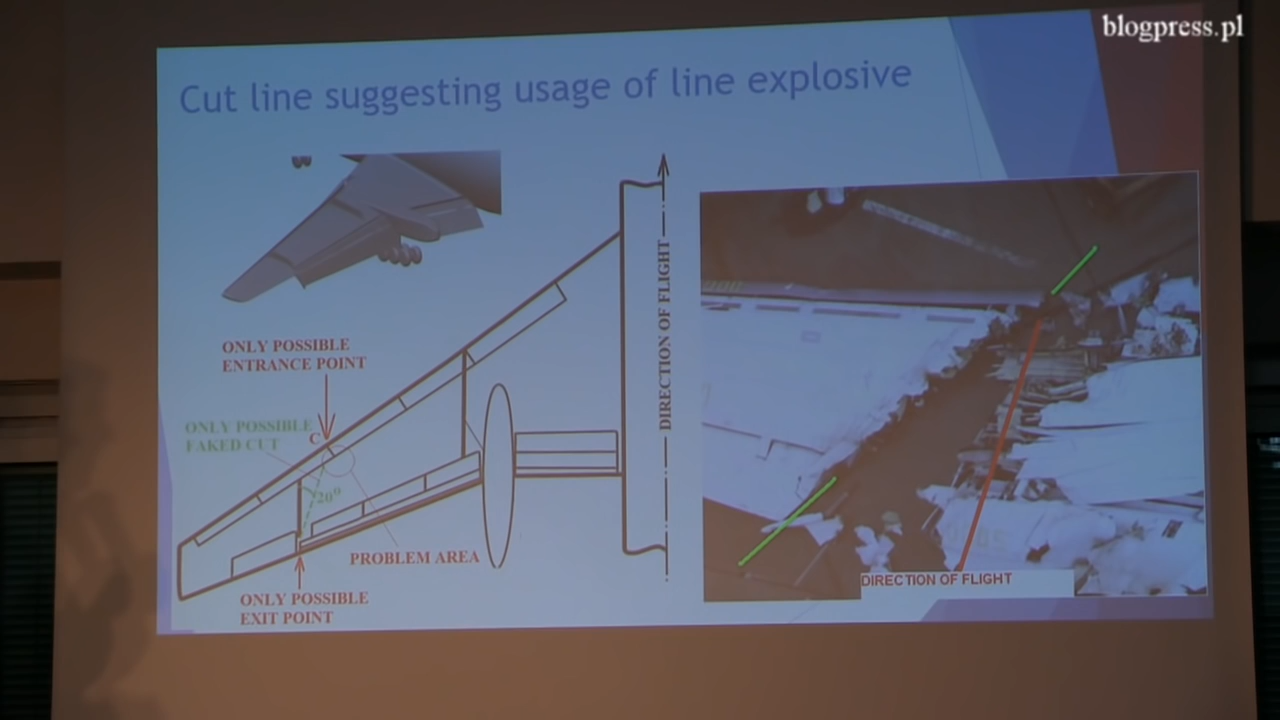 blogpress.pl
Cut line suggesting usage of line explosive
DIRECTION OF FLIGHT
ONLY POSSIBLE
ENTRANCE POINT
ONLY POSSIBLE
FAKED CUT
C
20°
PROBLEM AREA
ONLY POSSIBLE
EXIT POINT
DIRECTION OF FLIGHT